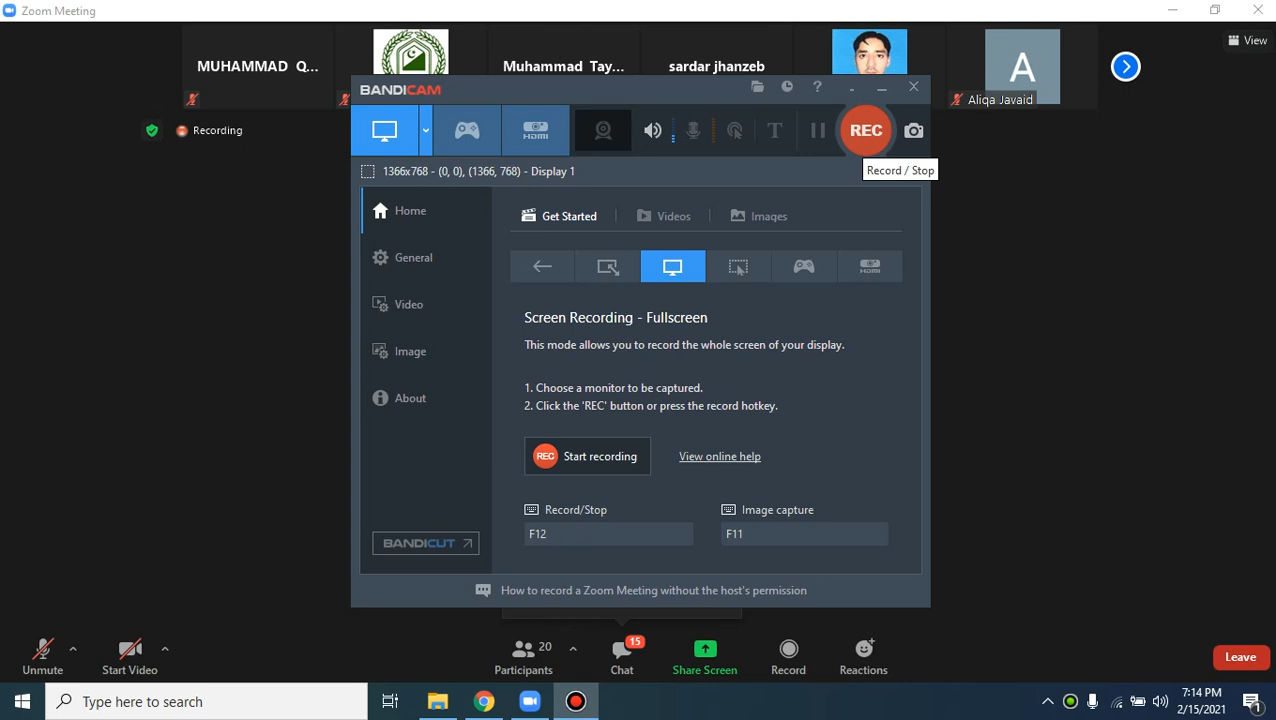 Zoom Meeting
View
MUHAMMAD Q...
Muhammad Tay...
sardar jhanzeb
A
Aliqa Javaid
Recording
BANDICAM
?
HDMI
T
REC
Record / Stop
1366x768 - (0, 0), (1366, 768) - Display 1
Home
General
Video
Image
About
BANDICUT
Get Started
Videos
Images
HDMI
Screen Recording - Fullscreen
This mode allows you to record the whole screen of your display.
1. Choose a monitor to be captured.
2. Click the 'REC' button or press the record hotkey.
REC Start recording
View online help
Record/Stop
Image capture
F12
F11
How to record a Zoom Meeting without the host's permission
Unmute
Start Video
20
Participants
15
Chat
Share Screen
Record
Reactions
Leave
Type here to search
7:14 PM
2/15/2021
1